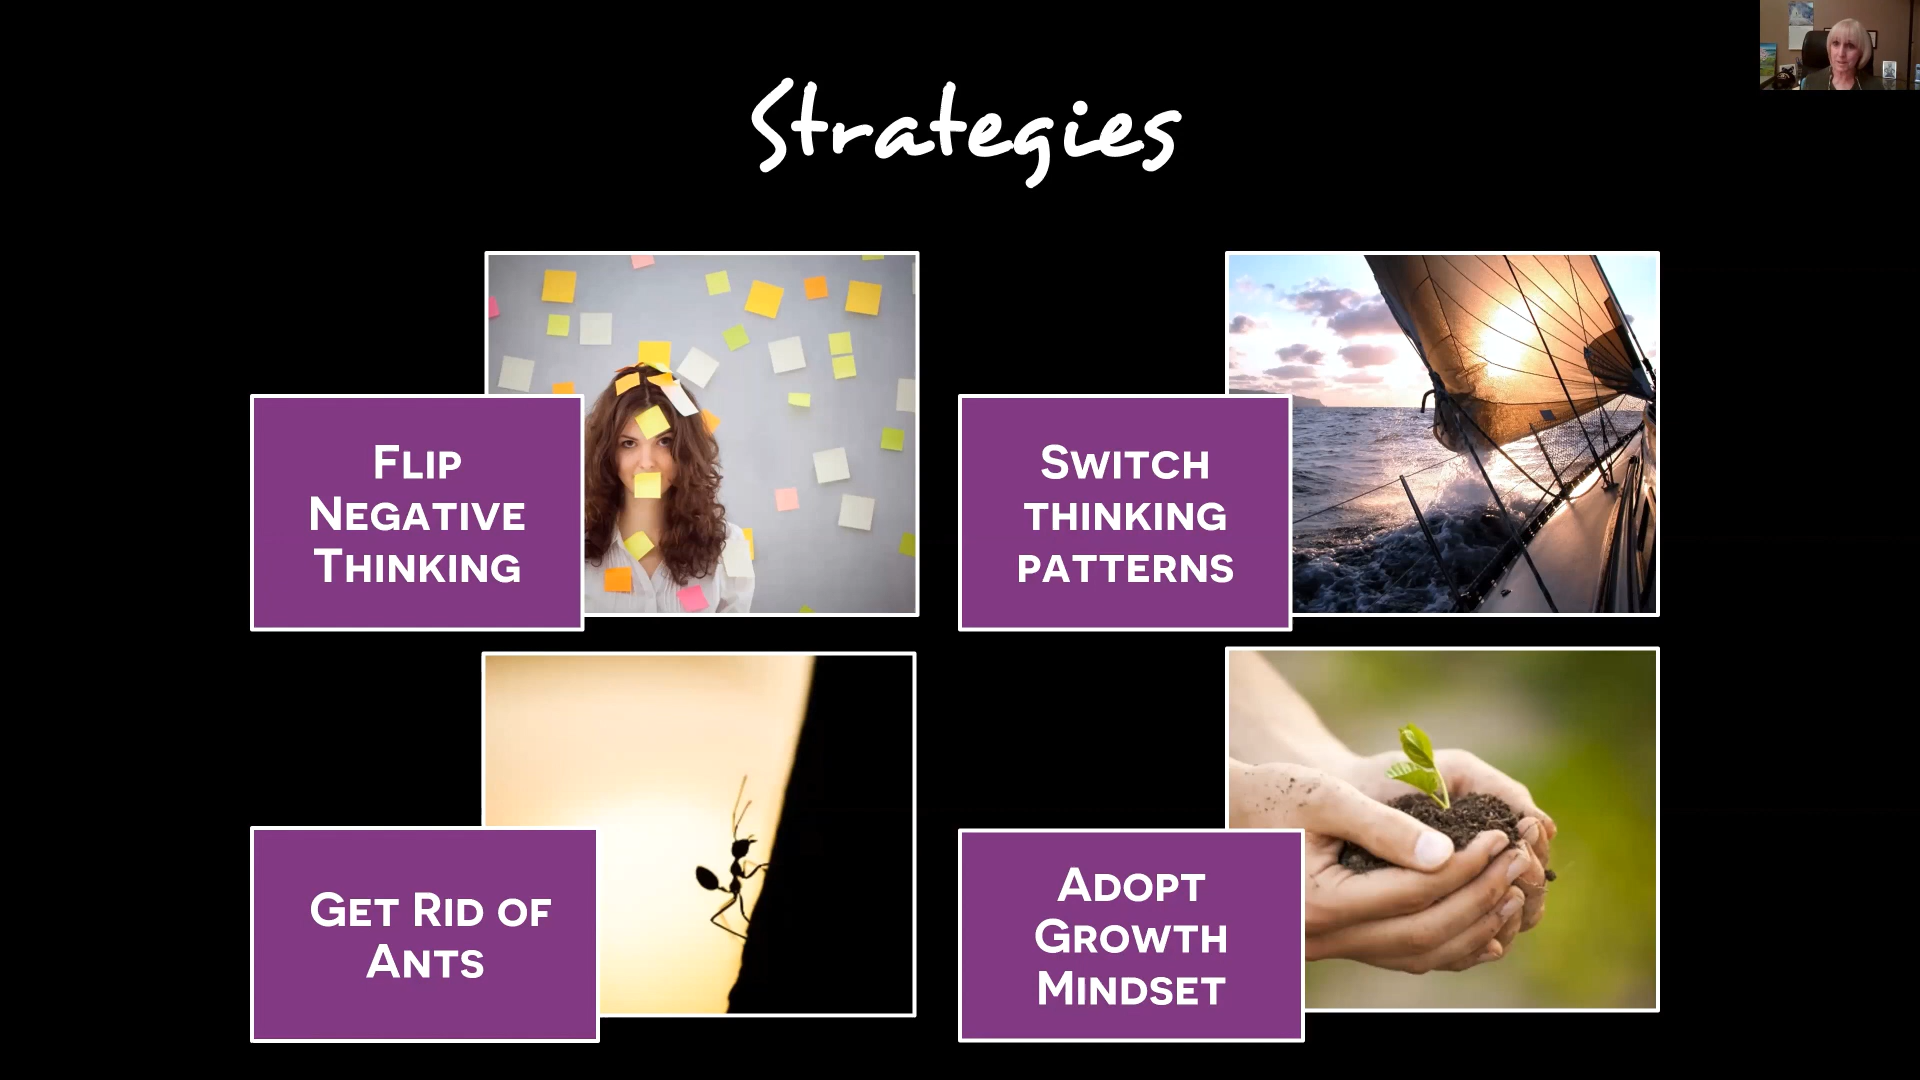 Strategies
Flip
Negative
Thinking
Switch
thinking
patterns
Get Rid of
Ants
Adopt
Growth
Mindset